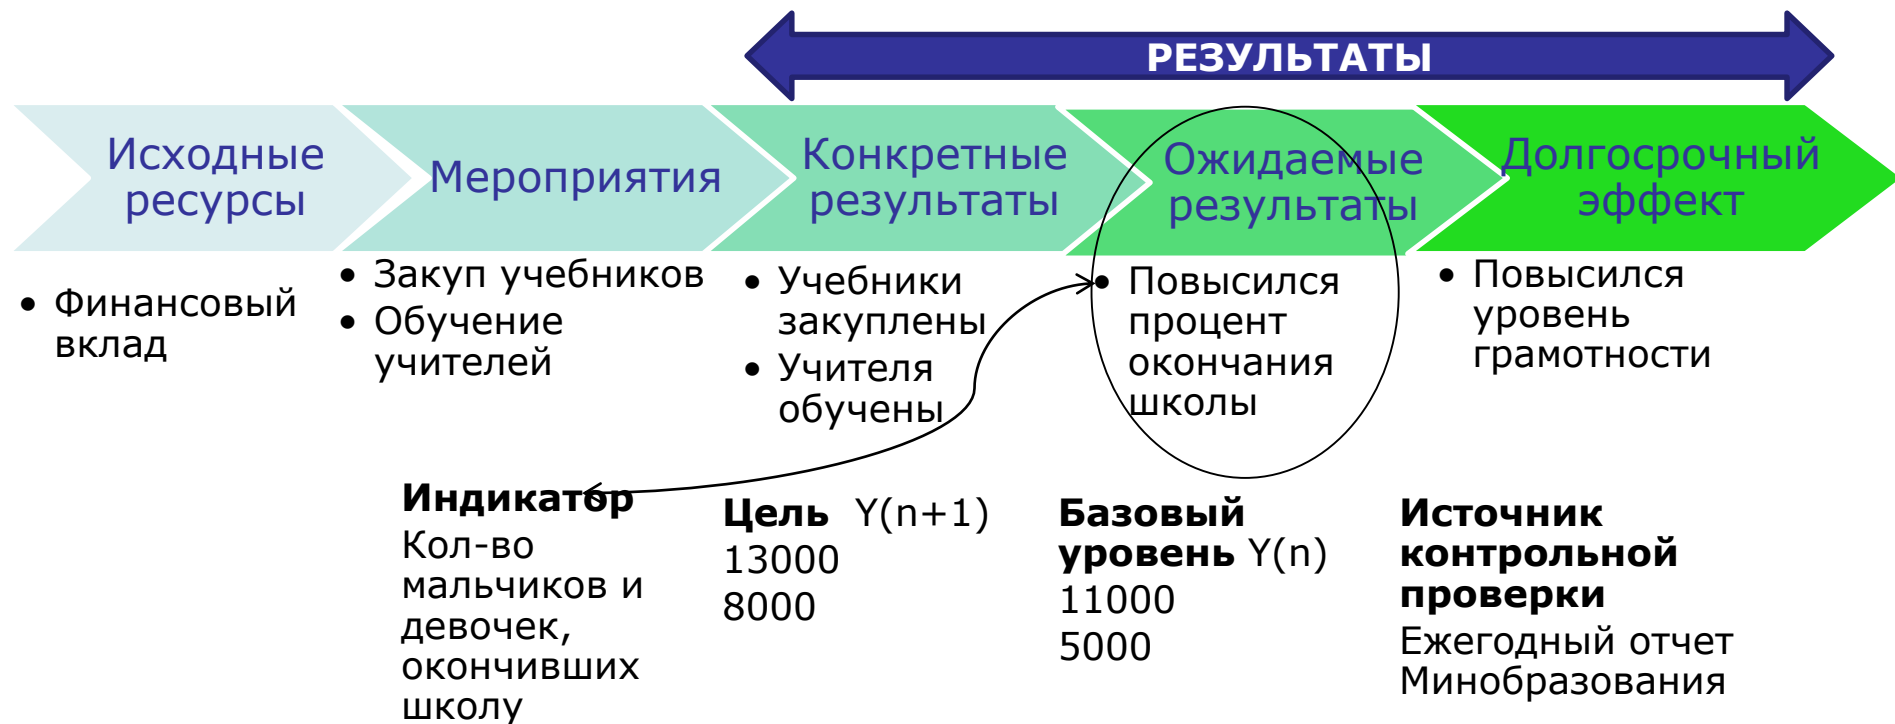 РЕЗУЛЬТАТЫ
Исходные
ресурсы
Мероприятия
Конкретные
результаты
Ожидаемые
результаты
Долгосрочный
эффект
• Финансовый
вклад
• Закуп учебников
• Обучение
учителей
• Учебники
закуплены
• Учителя
обучены
• Повысился
процент
окончания
школы
• Повысился
уровень
грамотности
Индикатор
Кол-во
мальчиков и
девочек,
окончивших
школу
Цель Y(n+1)
13000
8000
Базовый
уровень Y(n)
11000
5000
Источник
контрольной
проверки
Ежегодный отчет
Минобразования